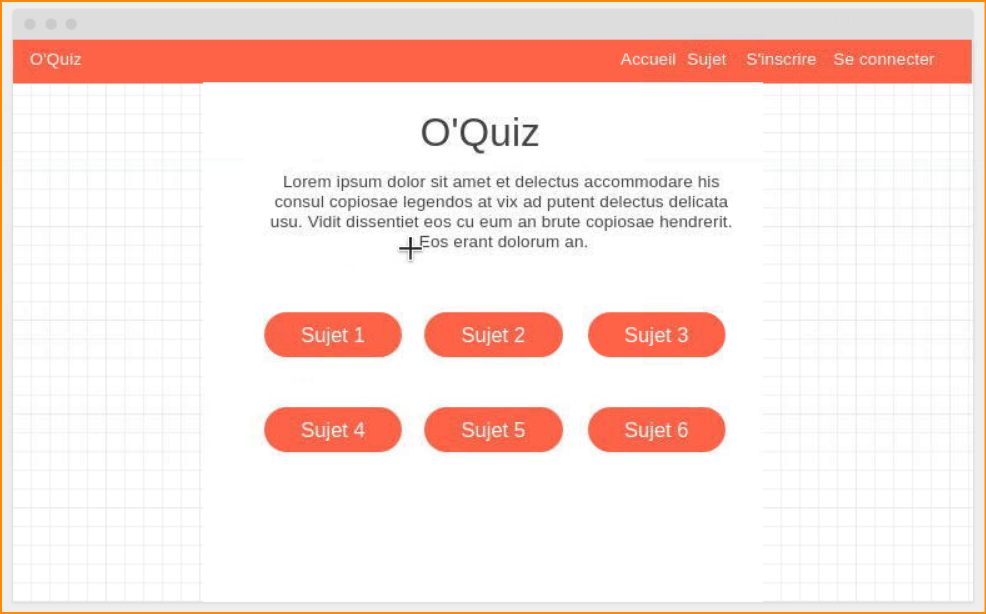 O'Quiz
Accueil Sujet S'inscrire Se connecter
O'Quiz
Lorem ipsum dolor sit amet et delectus accommodare his
consul copiosae legendos at vix ad putent delectus delicata
usu. Vidit dissentiet eos cu eum an brute copiosae hendrerit.
Eos erant dolorum an.
Sujet 1
Sujet 2
Sujet 3
Sujet 4
Sujet 5
Sujet 6